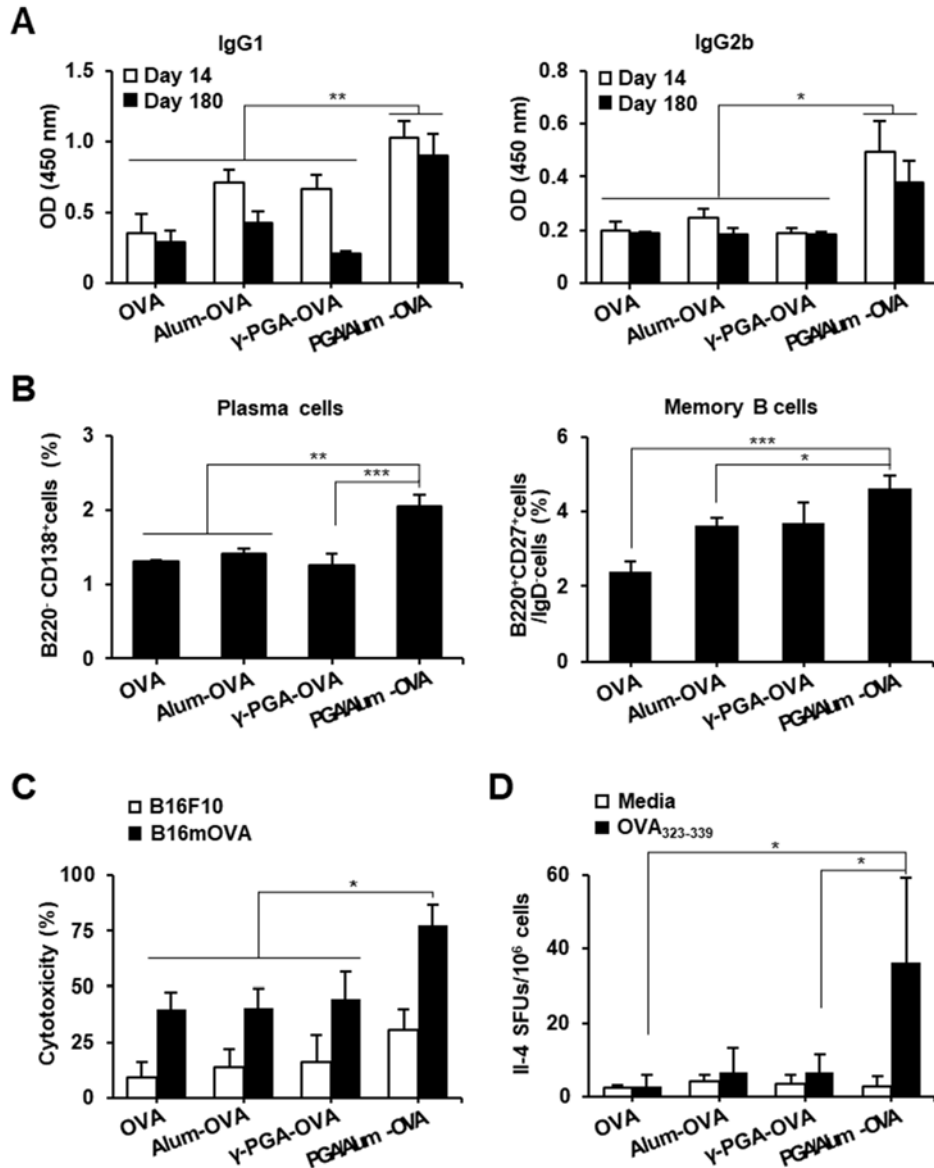 A
IgG1
IgG2b
OD (450 nm)
1.5
1.0
0.5
0
Day 14
Day 180
**
OVA
Alum-OVA
γ-PGA-OVA
PGA/Alum -OVA
OD (450 nm)
0.8
0.6
0.4
0.2
0
Day 14
Day 180
*
OVA
Alum-OVA
γ-PGA-OVA
PGA/Alum -OVA
B
Plasma cells
Memory B cells
B220⁻ CD138⁺cells (%)
3
2
1
0
**
***
OVA
Alum-OVA
γ-PGA-OVA
PGA/Alum -OVA
B220⁺CD27⁺cells
/IgD⁻cells (%)
6
4
2
0
***
*
OVA
Alum-OVA
γ-PGA-OVA
PGA/Alum -OVA
C
B16F10
B16mOVA
Cytotoxicity (%)
100
75
50
25
0
*
OVA
Alum-OVA
γ-PGA-OVA
PGA/Alum -OVA
D
Media
OVA₃₂₃₋₃₃₉
Il-4 SFUs/10⁶ cells
60
40
20
0
*
*
OVA
Alum-OVA
γ-PGA-OVA
PGA/Alum -OVA